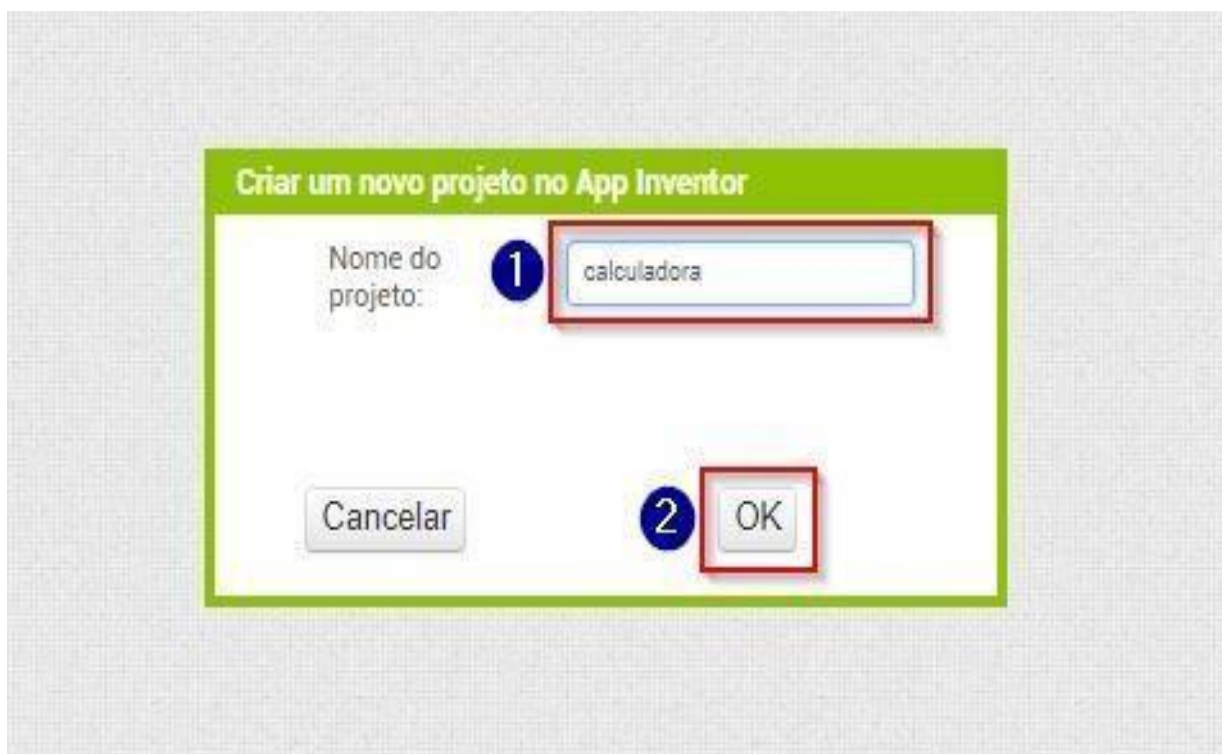 Criar um novo projeto no App Inventor
Nome do
projeto:
1
calculadora
Cancelar
2
OK